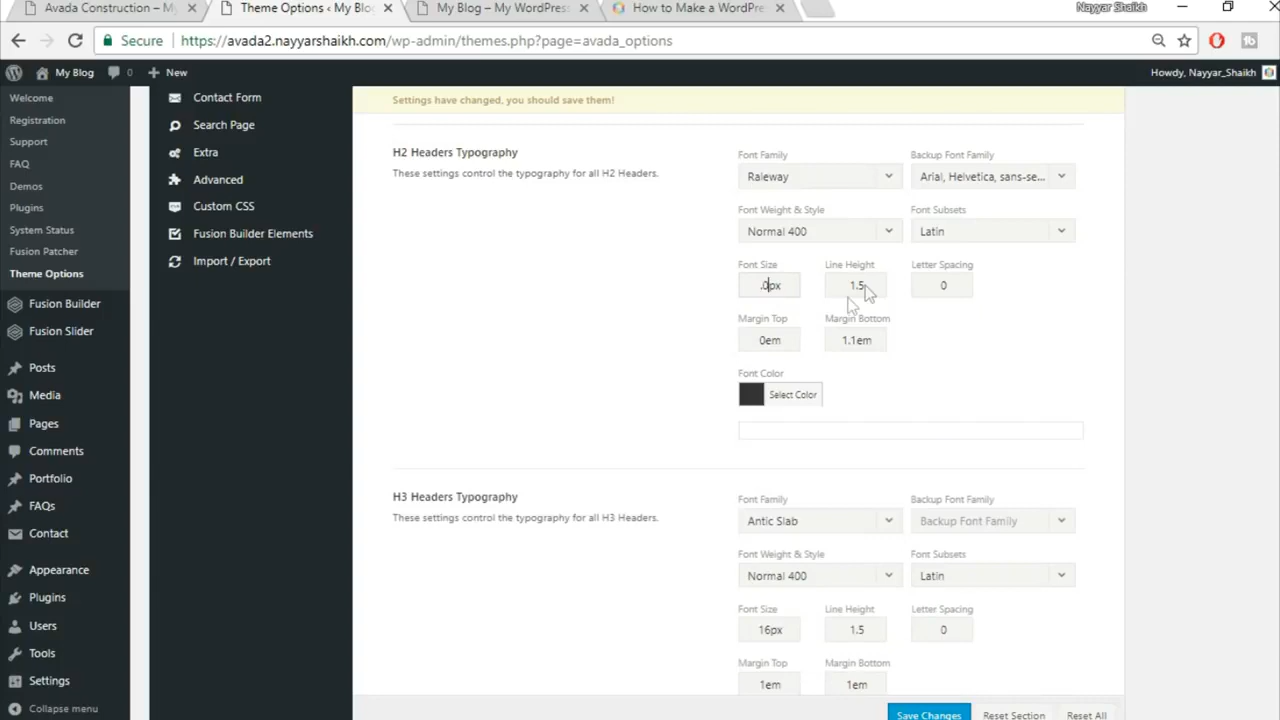 Avada Construction – M
Theme Options ‹ My Blo
My Blog – My WordPress
How to Make a WordPre
Nayyar Shaikh
Secure
https://avada2.nayyarshaikh.com/wp-admin/themes.php?page=avada_options
My Blog
0
New
Howdy, Nayyar_Shaikh
Welcome
Registration
Support
FAQ
Demos
Plugins
System Status
Fusion Patcher
Theme Options
Fusion Builder
Fusion Slider
Posts
Media
Pages
Comments
Portfolio
FAQs
Contact
Appearance
Plugins
Users
Tools
Settings
Collapse menu
Contact Form
Search Page
Extra
Advanced
Custom CSS
Fusion Builder Elements
Import / Export
Settings have changed, you should save them!
H2 Headers Typography
These settings control the typography for all H2 Headers.
Font Family
Backup Font Family
Raleway
Arial, Helvetica, sans-se...
Font Weight & Style
Font Subsets
Normal 400
Latin
Font Size
Line Height
Letter Spacing
.0px
1.5
0
Margin Top
Margin Bottom
0em
1.1em
Font Color
Select Color
H3 Headers Typography
These settings control the typography for all H3 Headers.
Font Family
Backup Font Family
Antic Slab
Backup Font Family
Font Weight & Style
Font Subsets
Normal 400
Latin
Font Size
Line Height
Letter Spacing
16px
1.5
0
Margin Top
Margin Bottom
1em
1em
Save Changes
Reset Section
Reset All